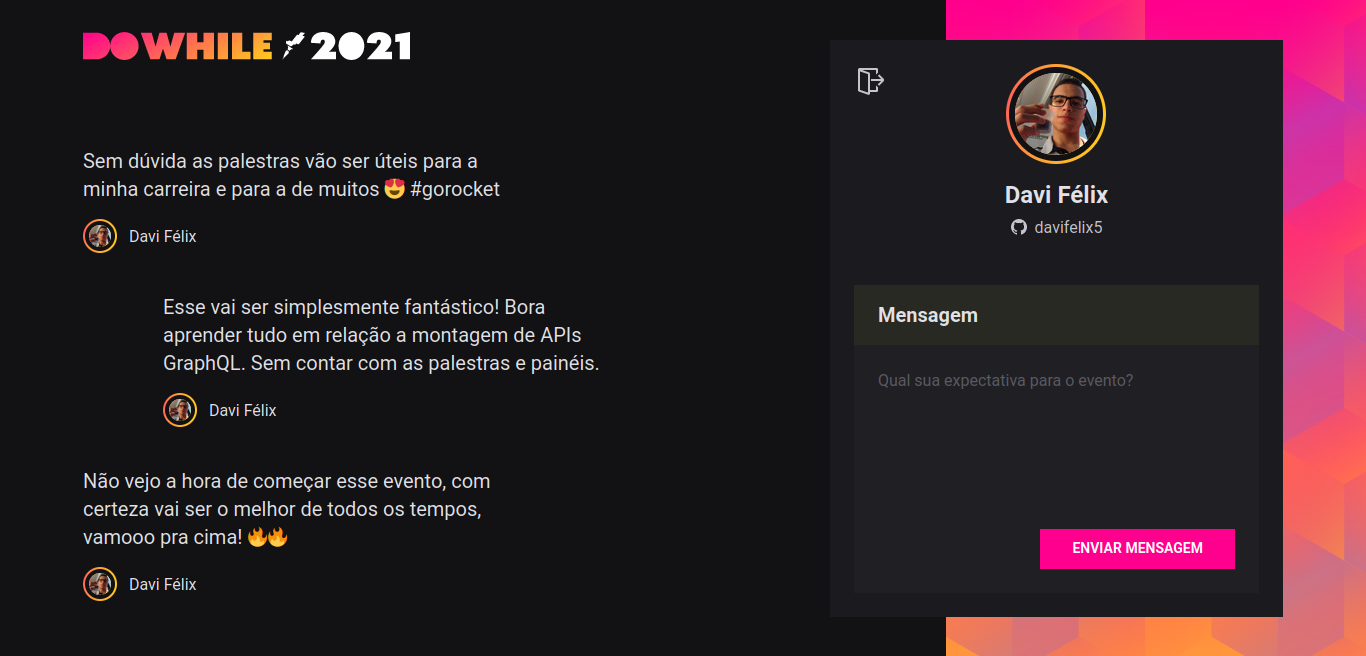 DOWHILE 2021
Sem dúvida as palestras vão ser úteis para a
minha carreira e para a de muitos 😍 #gorocket
Davi Félix
Esse vai ser simplesmente fantástico! Bora
aprender tudo em relação a montagem de APIs
GraphQL. Sem contar com as palestras e painéis.
Davi Félix
Não vejo a hora de começar esse evento, com
certeza vai ser o melhor de todos os tempos,
vamooo pra cima! 🔥🔥
Davi Félix
Davi Félix
davifelix5
Mensagem
Qual sua expectativa para o evento?
ENVIAR MENSAGEM